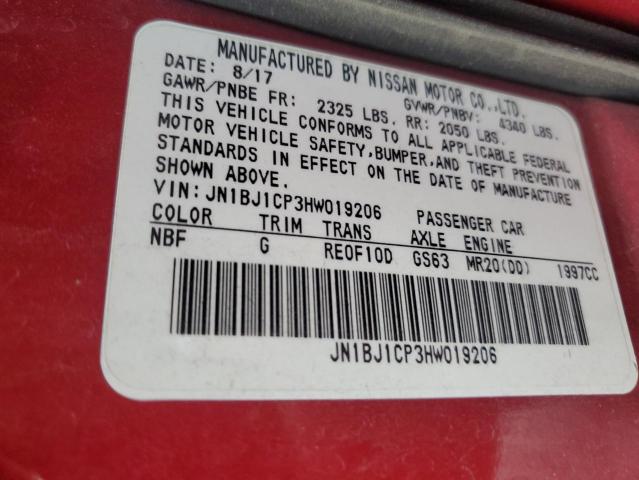 MANUFACTURED BY NISSAN MOTOR CO.,LTD.
DATE: 8/17 GVWR/PNBV: 4340 LBS.
GAWR/PNBE FR: 2325 LBS. RR: 2050 LBS.
THIS VEHICLE CONFORMS TO ALL APPLICABLE FEDERAL
MOTOR VEHICLE SAFETY, BUMPER, AND THEFT PREVENTION
STANDARDS IN EFFECT ON THE DATE OF MANUFACTURE
SHOWN ABOVE.
VIN: JN1BJ1CP3HW019206 PASSENGER CAR
COLOR TRIM TRANS AXLE ENGINE
NBF G RE0F10D GS63 MR20(DD) 1997CC
JN1BJ1CP3HW019206